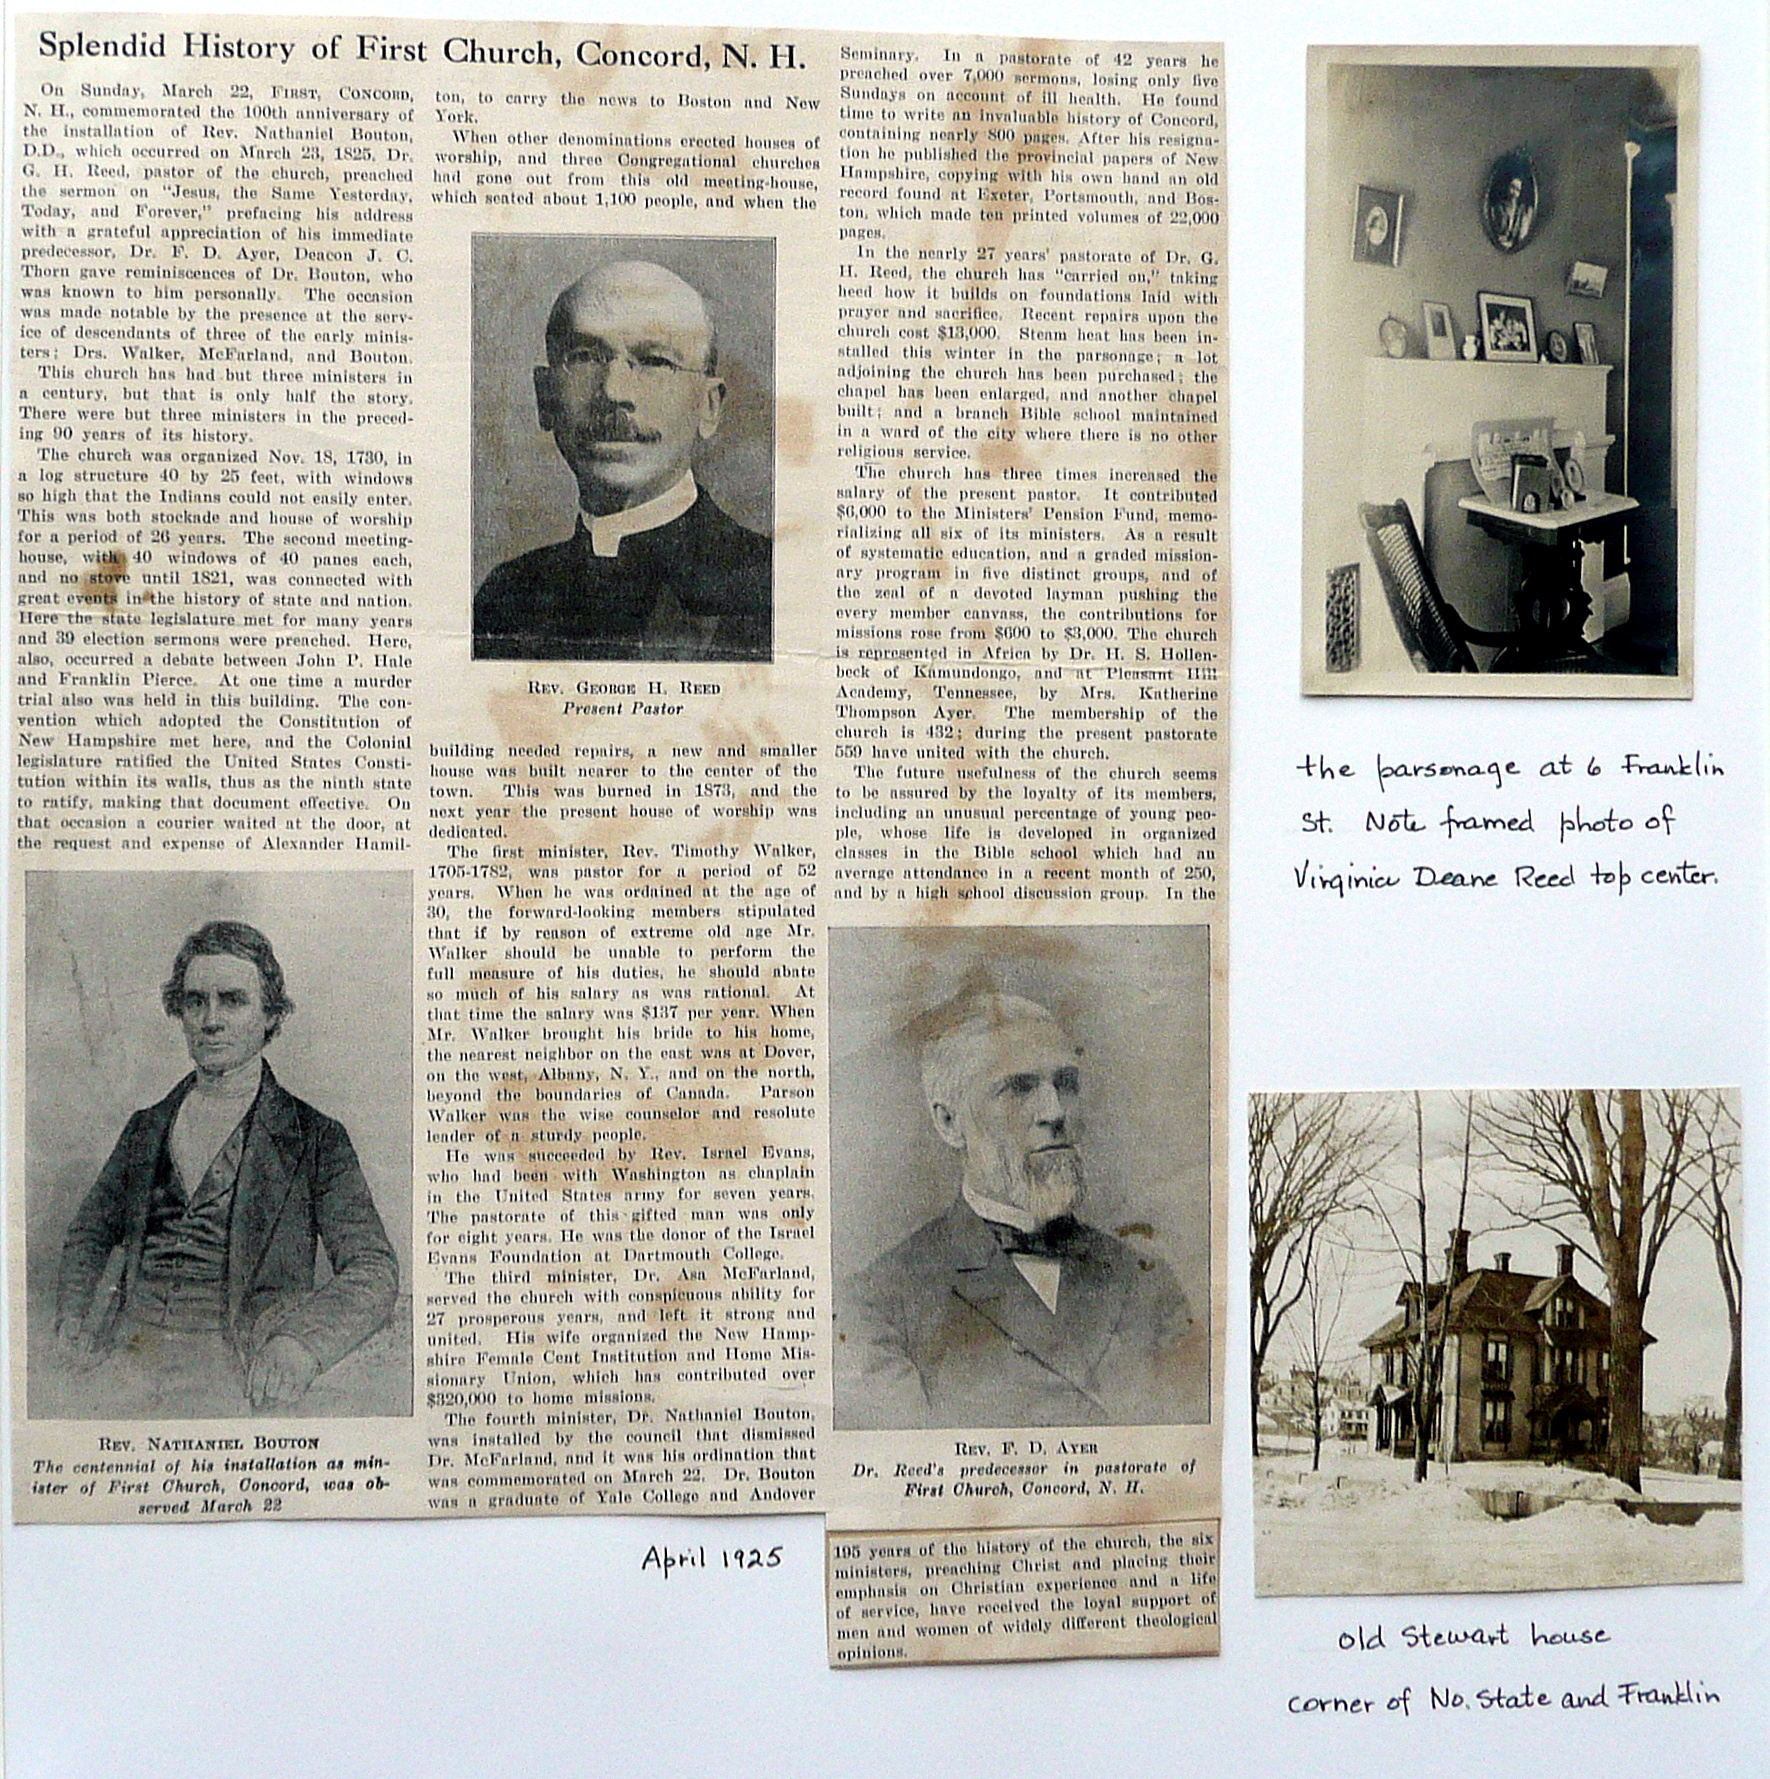 Splendid History of First Church, Concord, N. H.
On Sunday, March 22, FIRST, CONCORD,
N. H., commemorated the 100th anniversary of
the installation of Rev. Nathaniel Bouton,
D.D., which occurred on March 23, 1825. Dr.
G. H. Reed, pastor of the church, preached
the sermon on "Jesus, the Same Yesterday,
Today, and Forever," prefacing his address
with a grateful appreciation of his immediate
predecessor, Dr. F. D. Ayer, Deacon J. C.
Thorn gave reminiscences of Dr. Bouton, who
was known to him personally. The occasion
was made notable by the presence at the serv-
ice of descendants of three of the early minis-
ters; Drs. Walker, McFarland, and Bouton.
This church has had but three ministers in
a century, but that is only half the story.
There were but three ministers in the preced-
ing 90 years of its history.
The church was organized Nov. 18, 1730, in
a log structure 40 by 25 feet, with windows
so high that the Indians could not easily enter.
This was both stockade and house of worship
for a period of 26 years. The second meeting-
house, with 40 windows of 40 panes each,
and no stove until 1821, was connected with
great events in the history of state and nation.
Here the state legislature met for many years
and 39 election sermons were preached. Here,
also, occurred a debate between John P. Hale
and Franklin Pierce. At one time a murder
trial also was held in this building. The con-
vention which adopted the Constitution of
New Hampshire met here, and the Colonial
legislature ratified the United States Consti-
tution within its walls, thus as the ninth state
to ratify, making that document effective. On
that occasion a courier waited at the door, at
the request and expense of Alexander Hamil-
REV. NATHANIEL BOUTON
The centennial of his installation as min-
ister of First Church, Concord, was ob-
served March 22
ton, to carry the news to Boston and New
York.
When other denominations erected houses of
worship, and three Congregational churches
had gone out from this old meeting-house,
which seated about 1,100 people, and when the
REV. GEORGE H. REED
Present Pastor
building needed repairs, a new and smaller
house was built nearer to the center of the
town. This was burned in 1873, and the
next year the present house of worship was
dedicated.
The first minister, Rev. Timothy Walker,
1705-1782, was pastor for a period of 52
years. When he was ordained at the age of
30, the forward-looking members stipulated
that if by reason of extreme old age Mr.
Walker should be unable to perform the
full measure of his duties, he should abate
so much of his salary as was rational. At
that time the salary was $137 per year. When
Mr. Walker brought his bride to his home,
the nearest neighbor on the east was at Dover,
on the west, Albany, N. Y., and on the north,
beyond the boundaries of Canada. Parson
Walker was the wise counselor and resolute
leader of a sturdy people.
He was succeeded by Rev. Israel Evans,
who had been with Washington as chaplain
in the United States army for seven years.
The pastorate of this gifted man was only
for eight years. He was the donor of the Israel
Evans Foundation at Dartmouth College.
The third minister, Dr. Asa McFarland,
served the church with conspicuous ability for
27 prosperous years, and left it strong and
united. His wife organized the New Hamp-
shire Female Cent Institution and Home Mis-
sionary Union, which has contributed over
$320,000 to home missions.
The fourth minister, Dr. Nathaniel Bouton,
was installed by the council that dismissed
Dr. McFarland, and it was his ordination that
was commemorated on March 22. Dr. Bouton
was a graduate of Yale College and Andover
Seminary. In a pastorate of 42 years he
preached over 7,000 sermons, losing only five
Sundays on account of ill health. He found
time to write an invaluable history of Concord,
containing nearly 800 pages. After his resigna-
tion he published the provincial papers of New
Hampshire, copying with his own hand an old
record found at Exeter, Portsmouth, and Bos-
ton, which made ten printed volumes of 22,000
pages.
In the nearly 27 years' pastorate of Dr. G.
H. Reed, the church has "carried on," taking
heed how it builds on foundations laid with
prayer and sacrifice. Recent repairs upon the
church cost $13,000. Steam heat has been in-
stalled this winter in the parsonage; a lot
adjoining the church has been purchased; the
chapel has been enlarged, and another chapel
built; and a branch Bible school maintained
in a ward of the city where there is no other
religious service.
The church has three times increased the
salary of the present pastor. It contributed
$6,000 to the Ministers' Pension Fund, memo-
rializing all six of its ministers. As a result
of systematic education, and a graded mission-
ary program in five distinct groups, and of
the zeal of a devoted layman pushing the
every member canvass, the contributions for
missions rose from $600 to $3,000. The church
is represented in Africa by Dr. H. S. Hollen-
beck of Kamundongo, and at Pleasant Hill
Academy, Tennessee, by Mrs. Katherine
Thompson Ayer. The membership of the
church is 432; during the present pastorate
559 have united with the church.
The future usefulness of the church seems
to be assured by the loyalty of its members,
including an unusual percentage of young peo-
ple, whose life is developed in organized
classes in the Bible school which had an
average attendance in a recent month of 250,
and by a high school discussion group. In the
REV. F. D. AYER
Dr. Reed's predecessor in pastorate of
First Church, Concord, N. H.
195 years of the history of the church, the six
ministers, preaching Christ and placing their
emphasis on Christian experience and a life
of service, have received the loyal support of
men and women of widely different theological
opinions.
April 1925
the parsonage at 6 Franklin
St. Note framed photo of
Virginia Deane Reed top center.
old Stewart house
corner of No. State and Franklin